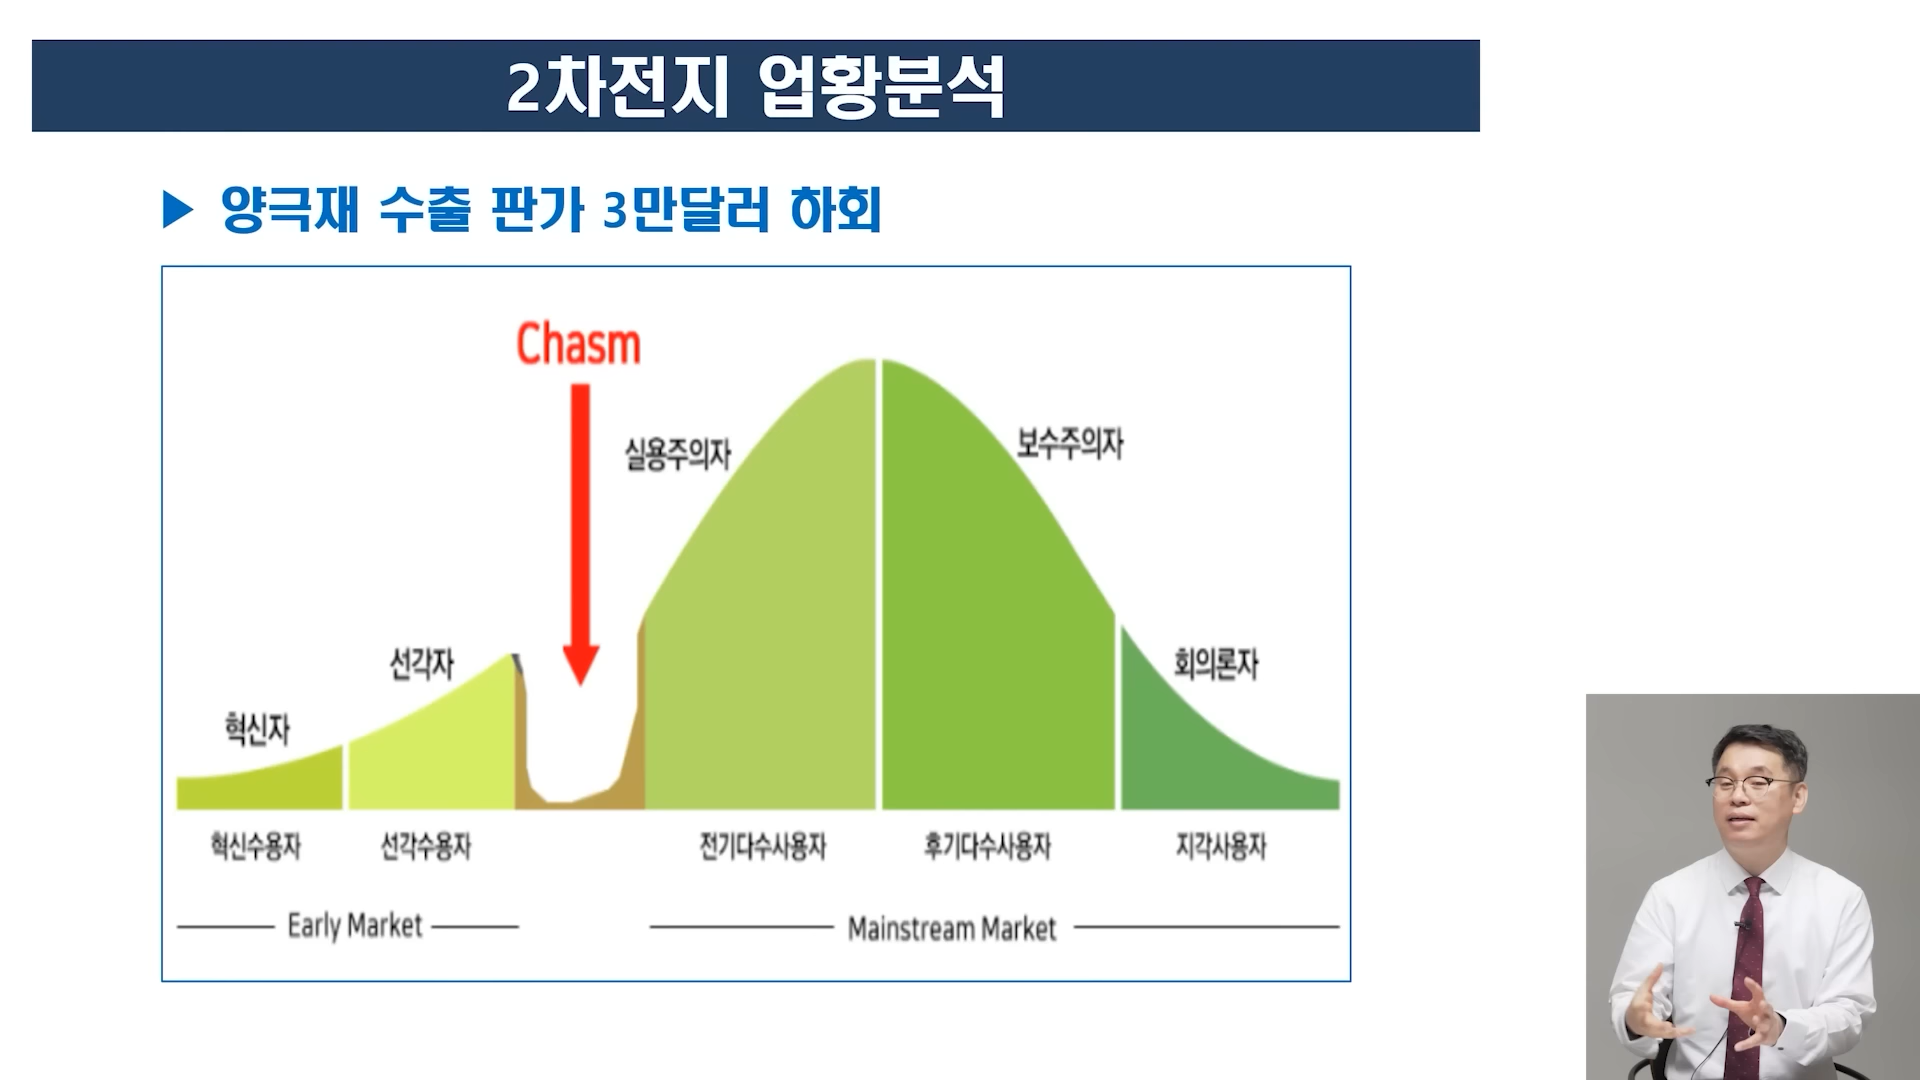 2차전지 업황분석
▶ 양극재 수출 판가 3만달러 하회
Chasm
실용주의자
보수주의자
선각자
회의론자
혁신자
혁신수용자
선각수용자
전기다수사용자
후기다수사용자
지각사용자
Early Market
Mainstream Market